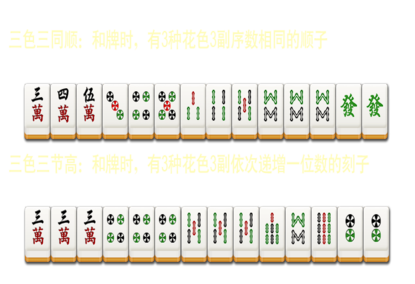 三色三同顺：和牌时，有3种花色3副序数相同的顺子
三 四 伍 發 發
萬 萬 萬
三色三节高：和牌时，有3种花色3副依次递增一位数的刻子
三 三 三
萬 萬 萬